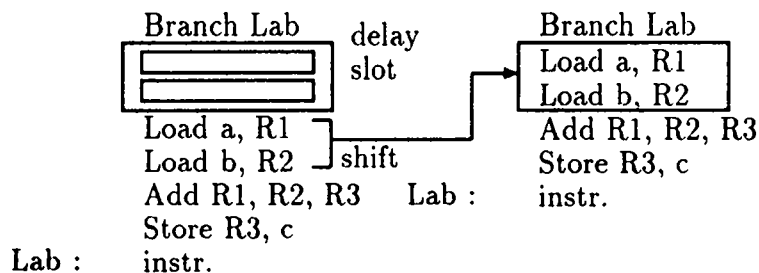 Branch Lab
delay
slot
Load a, R1
Load b, R2
shift
Add R1, R2, R3
Store R3, c
Lab : instr.
Branch Lab
Load a, R1
Load b, R2
Add R1, R2, R3
Store R3, c
Lab : instr.